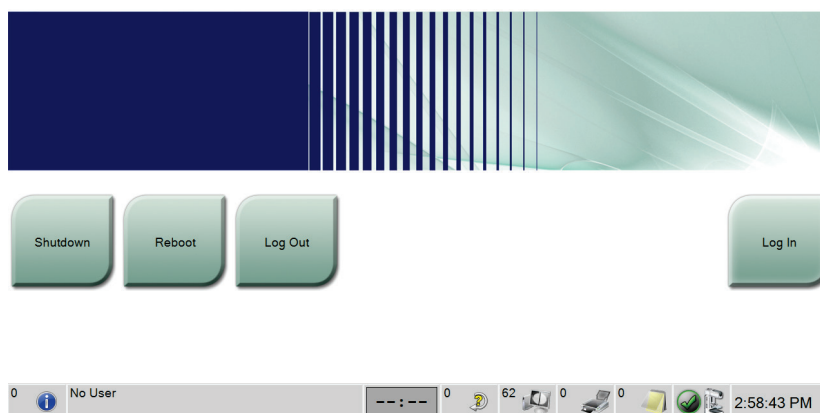 Shutdown
Reboot
Log Out
Log In
0
No User
--:--
0
62
0
0
2:58:43 PM